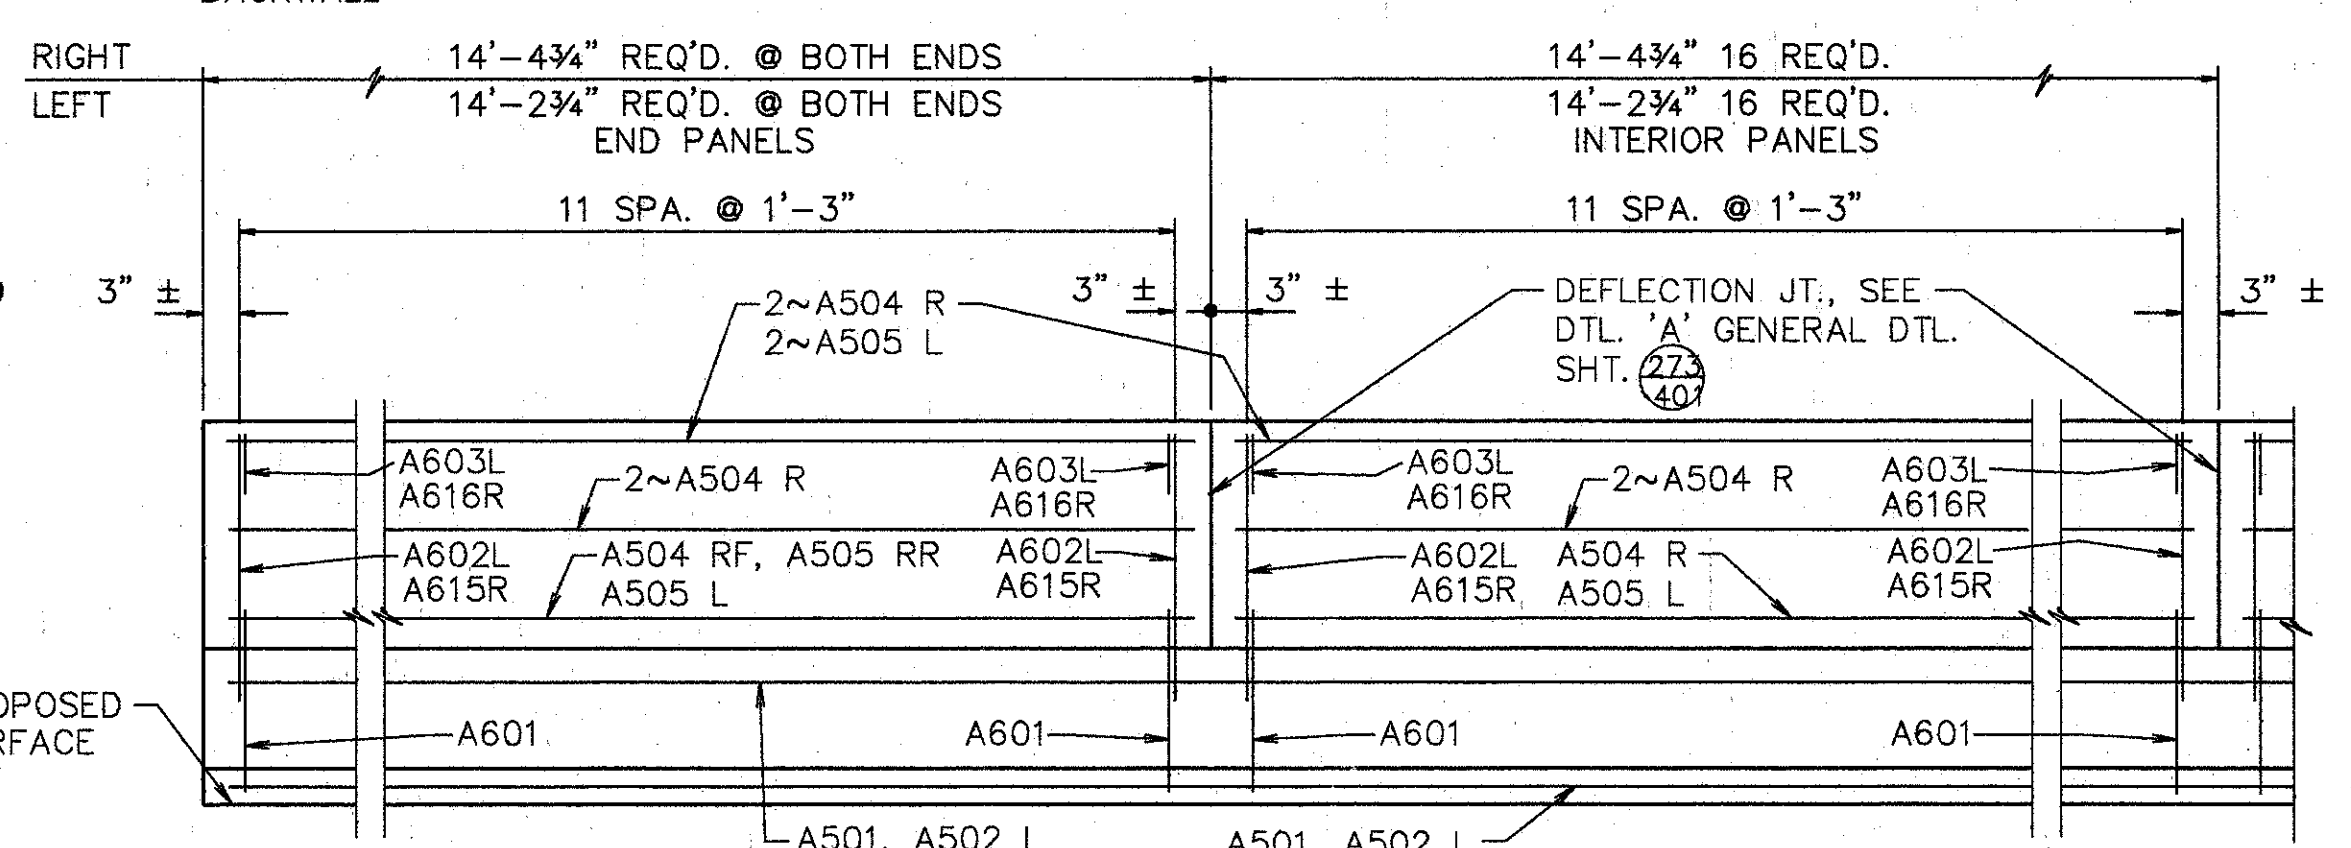 RIGHT
14'-4¾" REQ'D. @ BOTH ENDS
14'-4¾" 16 REQ'D.
LEFT
14'-2¾" REQ'D. @ BOTH ENDS
14'-2¾" 16 REQ'D.
END PANELS
INTERIOR PANELS
11 SPA. @ 1'-3"
11 SPA. @ 1'-3"
3" ±
3" ±
3" ±
3" ±
2~A504 R
2~A505 L
DEFLECTION JT., SEE
DTL. 'A' GENERAL DTL.
SHT. 273
401
A603L
A616R
2~A504 R
A603L
A616R
A603L
A616R
2~A504 R
A603L
A616R
A602L
A615R
A504 RF, A505 RR
A505 L
A602L
A615R
A602L
A615R
A504 R
A505 L
A602L
A615R
A601
A601
A601
A601
A501, A502 L
A501, A502 L